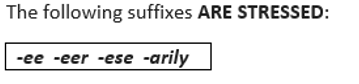 The following suffixes ARE STRESSED:
-ee -eer -ese -arily